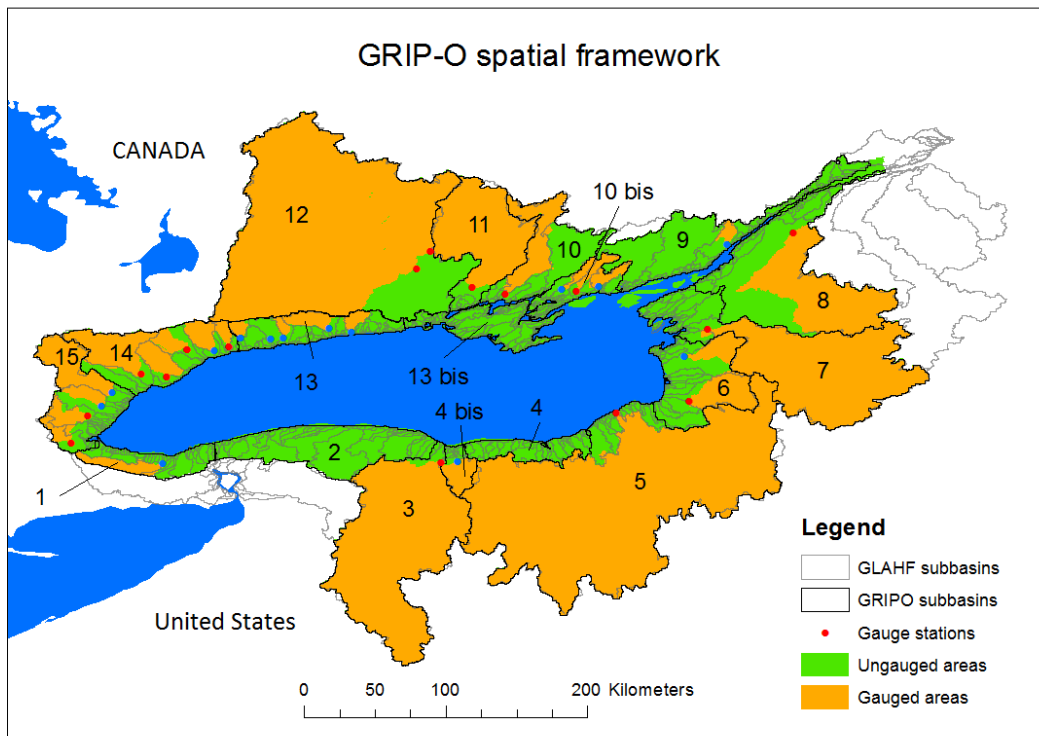 GRIP-O spatial framework
CANADA
10 bis
12
11
10
9
8
15
14
13
13 bis
7
6
4 bis
4
2
1
3
5
Legend
GLAHF subbasins
GRIPO subbasins
Gauge stations
Ungauged areas
Gauged areas
United States
0 50 100 200 Kilometers